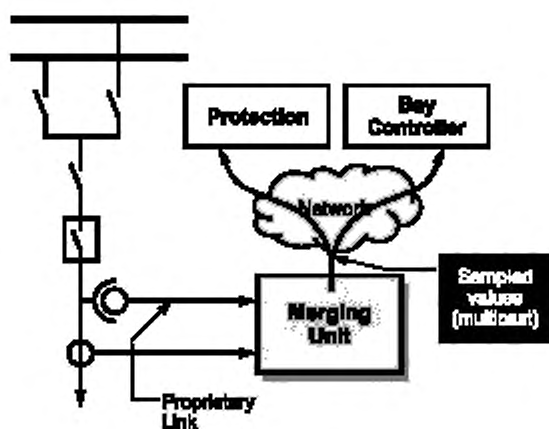 Protection
Bay
Controller
Network
Sampled
values
(multicast)
Merging
Unit
Proprietary
Link